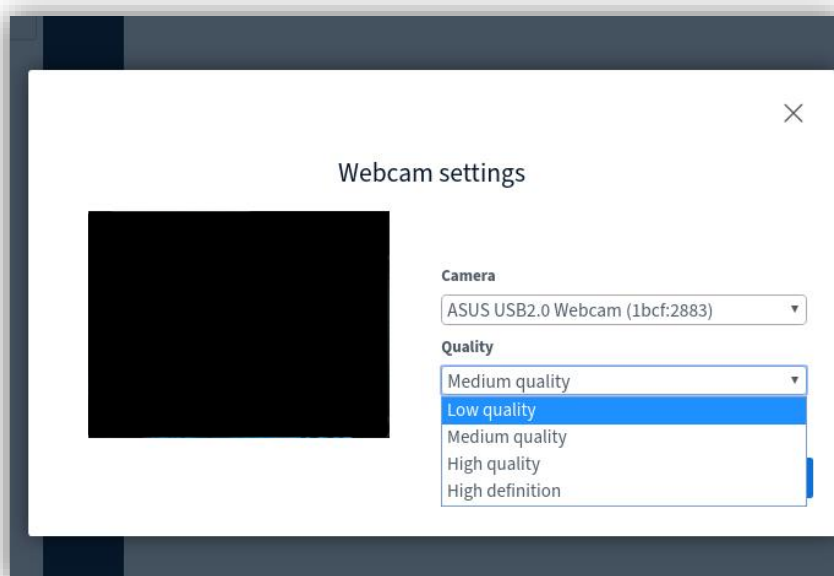 Webcam settings
Camera
ASUS USB2.0 Webcam (1bcf:2883)
Quality
Medium quality
Low quality
Medium quality
High quality
High definition